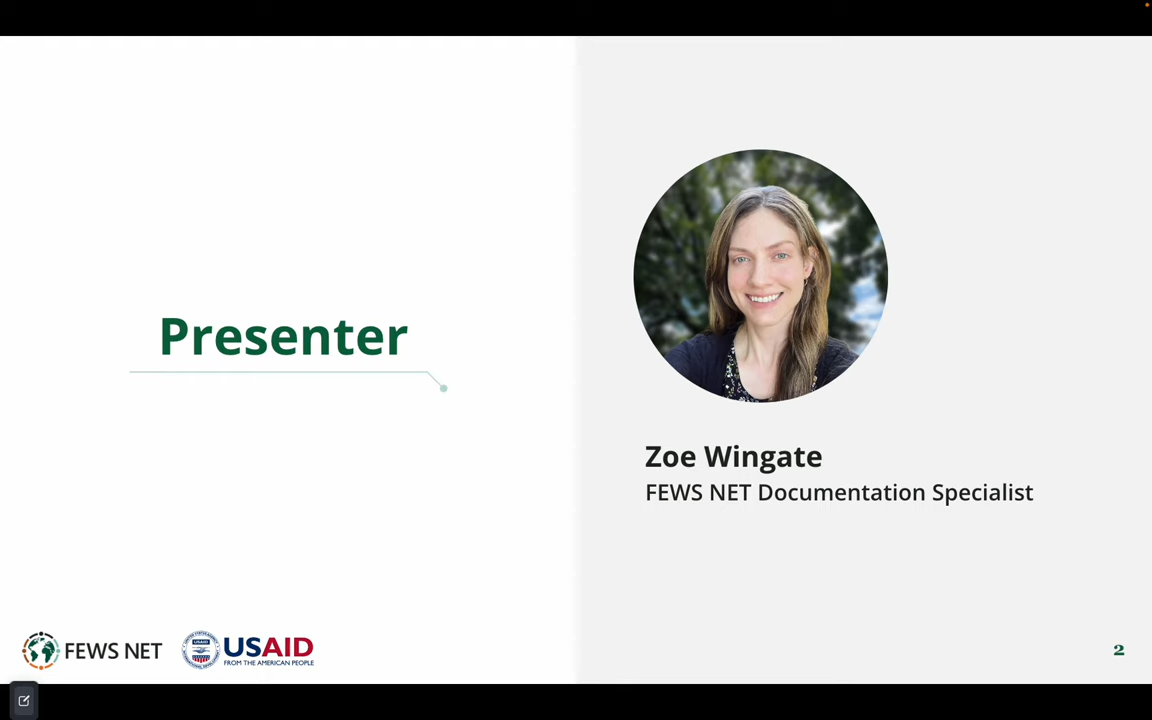 Presenter
Zoe Wingate
FEWS NET Documentation Specialist
FEWS NET
USAID
FROM THE AMERICAN PEOPLE
2